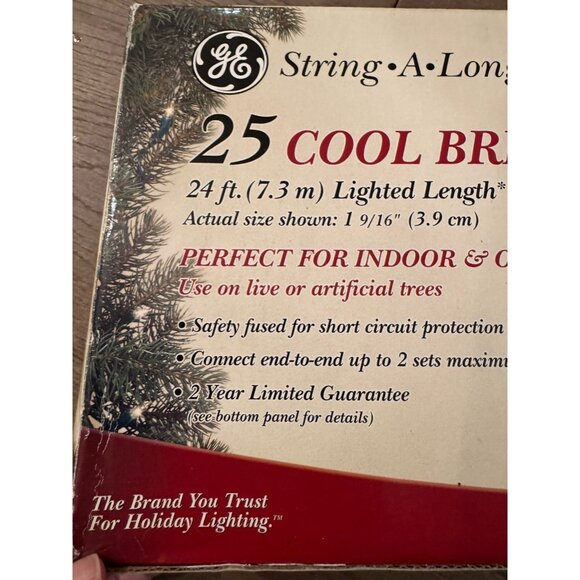 GE String•A•Long
25 COOL BRI
24 ft. (7.3 m) Lighted Length*
Actual size shown: 1 9/16" (3.9 cm)
PERFECT FOR INDOOR & O
Use on live or artificial trees
• Safety fused for short circuit protection
• Connect end-to-end up to 2 sets maximu
• 2 Year Limited Guarantee
(see bottom panel for details)
The Brand You Trust
For Holiday Lighting.™